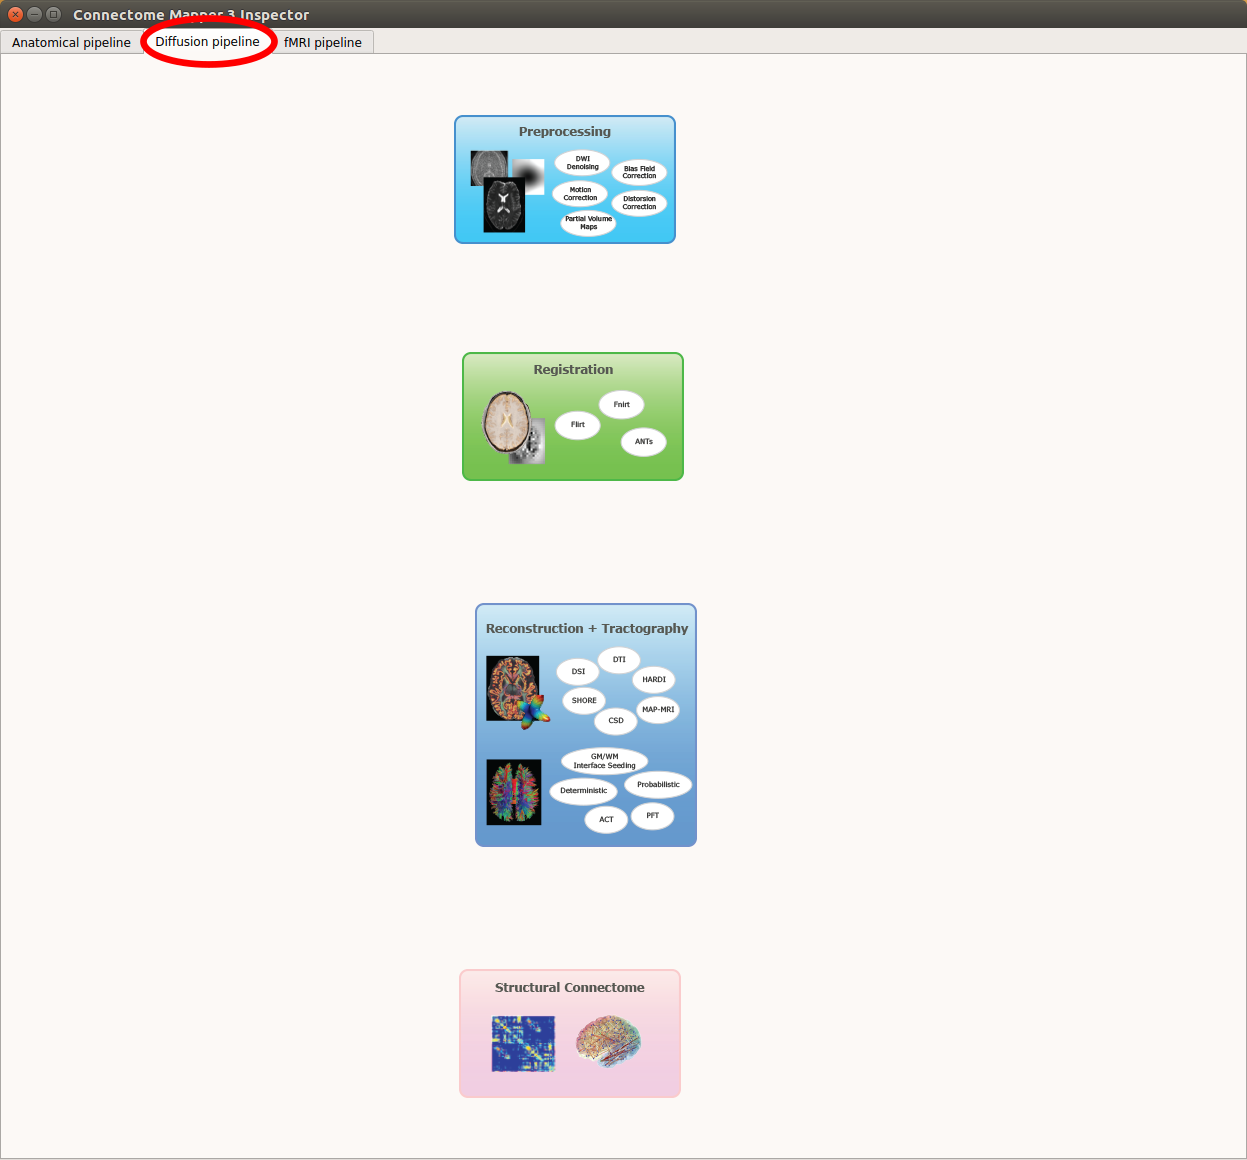 Connectome Mapper 3 Inspector
Anatomical pipeline
Diffusion pipeline
fMRI pipeline
Preprocessing
DWI
Denoising
Bias Field
Correction
Motion
Correction
Distorsion
Correction
Partial Volume
Maps
Registration
Fnirt
Flirt
ANTs
Reconstruction + Tractography
DTI
DSI
HARDI
SHORE
MAP-MRI
CSD
GM/WM
Interface Seeding
Deterministic
Probabilistic
ACT
PFT
Structural Connectome